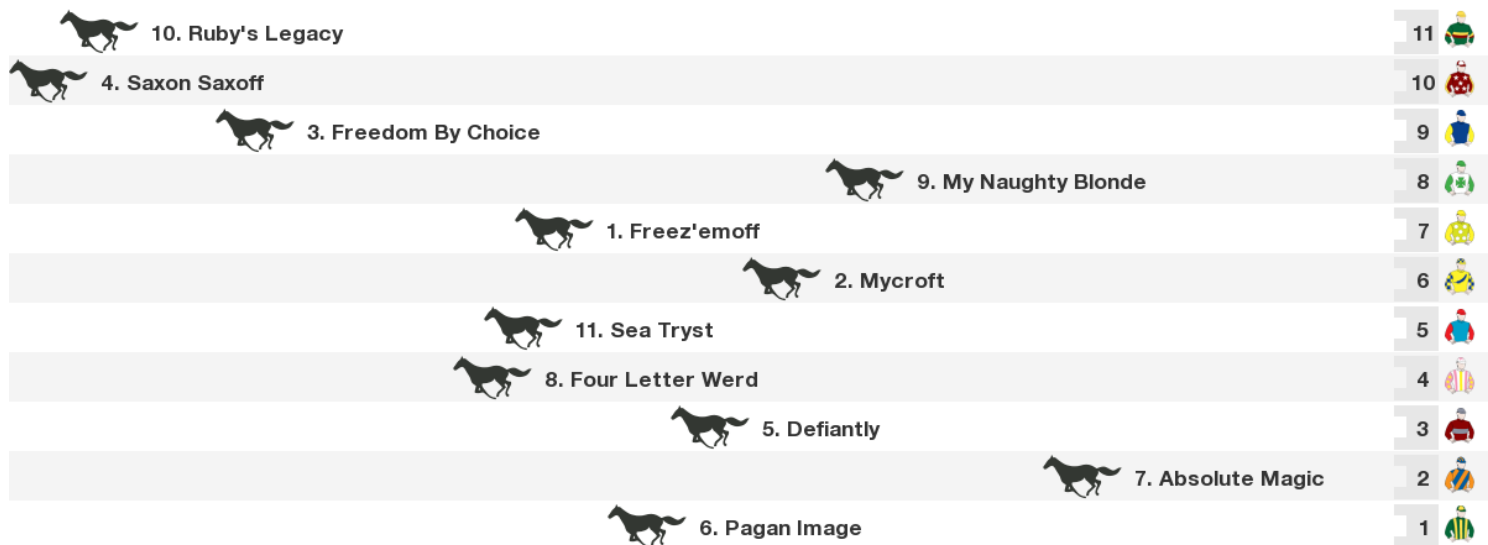 10. Ruby's Legacy 11
4. Saxon Saxoff 10
3. Freedom By Choice 9
9. My Naughty Blonde 8
1. Freez'emoff 7
2. Mycroft 6
11. Sea Tryst 5
8. Four Letter Werd 4
5. Defiantly 3
7. Absolute Magic 2
6. Pagan Image 1